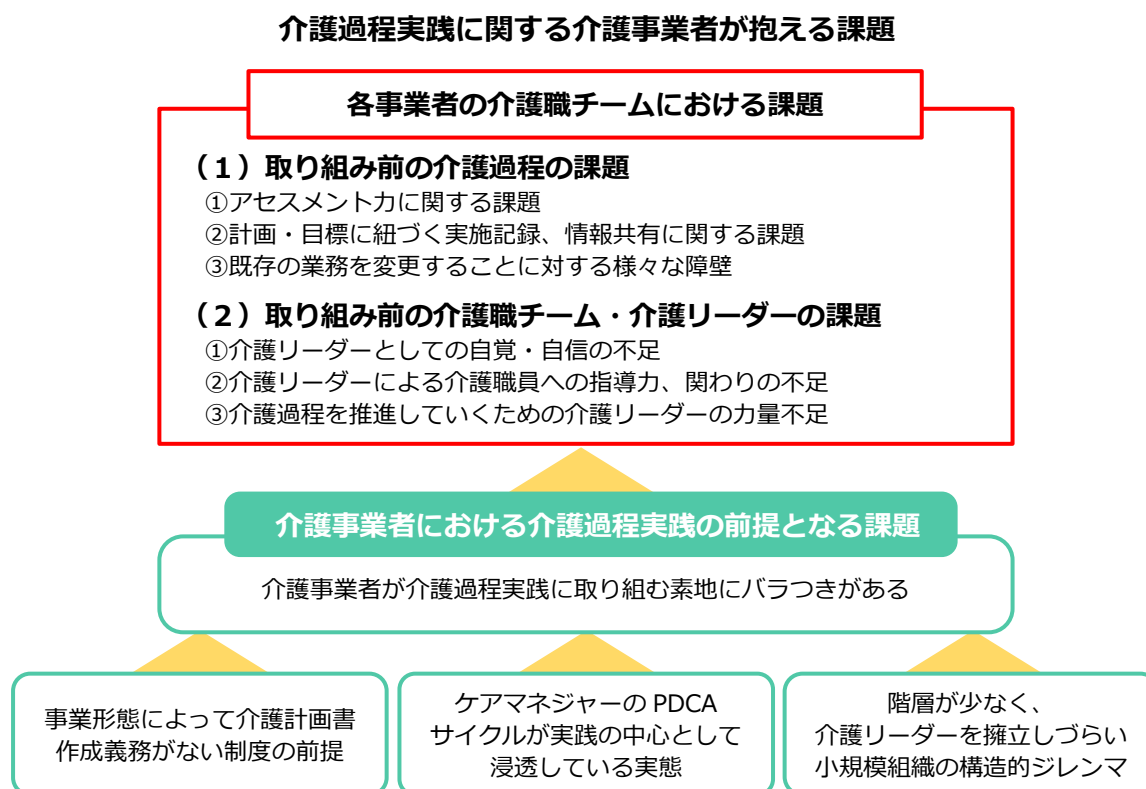 介護過程実践に関する介護事業者が抱える課題
各事業者の介護職チームにおける課題
（１）取り組み前の介護過程の課題
①アセスメント力に関する課題
②計画・目標に紐づく実施記録、情報共有に関する課題
③既存の業務を変更することに対する様々な障壁
（２）取り組み前の介護職チーム・介護リーダーの課題
①介護リーダーとしての自覚・自信の不足
②介護リーダーによる介護職員への指導力、関わりの不足
③介護過程を推進していくための介護リーダーの力量不足
介護事業者における介護過程実践の前提となる課題
介護事業者が介護過程実践に取り組む素地にバラつきがある
事業形態によって介護計画書
作成義務がない制度の前提
ケアマネジャーの PDCA
サイクルが実践の中心として
浸透している実態
階層が少なく、
介護リーダーを擁立しづらい
小規模組織の構造的ジレンマ